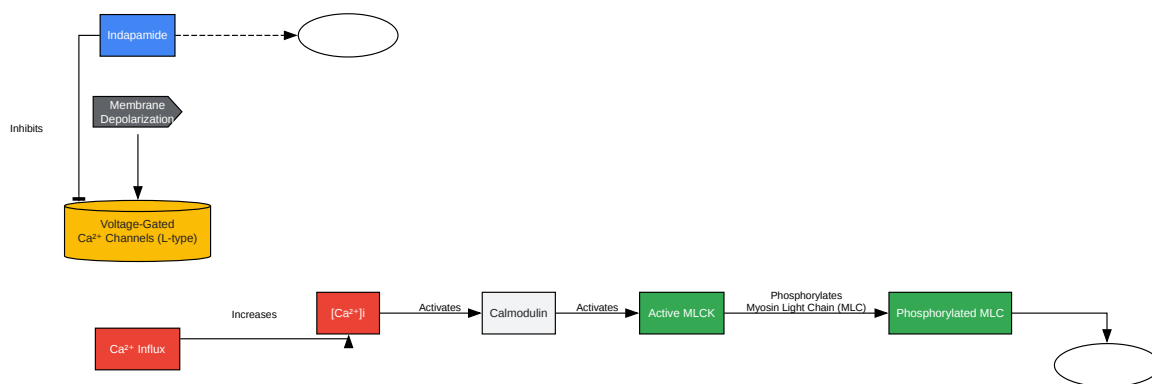 Indapamide
Membrane
Depolarization
Inhibits
Voltage-Gated
Ca²⁺ Channels (L-type)
Increases
[Ca²⁺]i
Activates
Calmodulin
Activates
Active MLCK
Phosphorylates
Myosin Light Chain (MLC)
Phosphorylated MLC
Ca²⁺ Influx